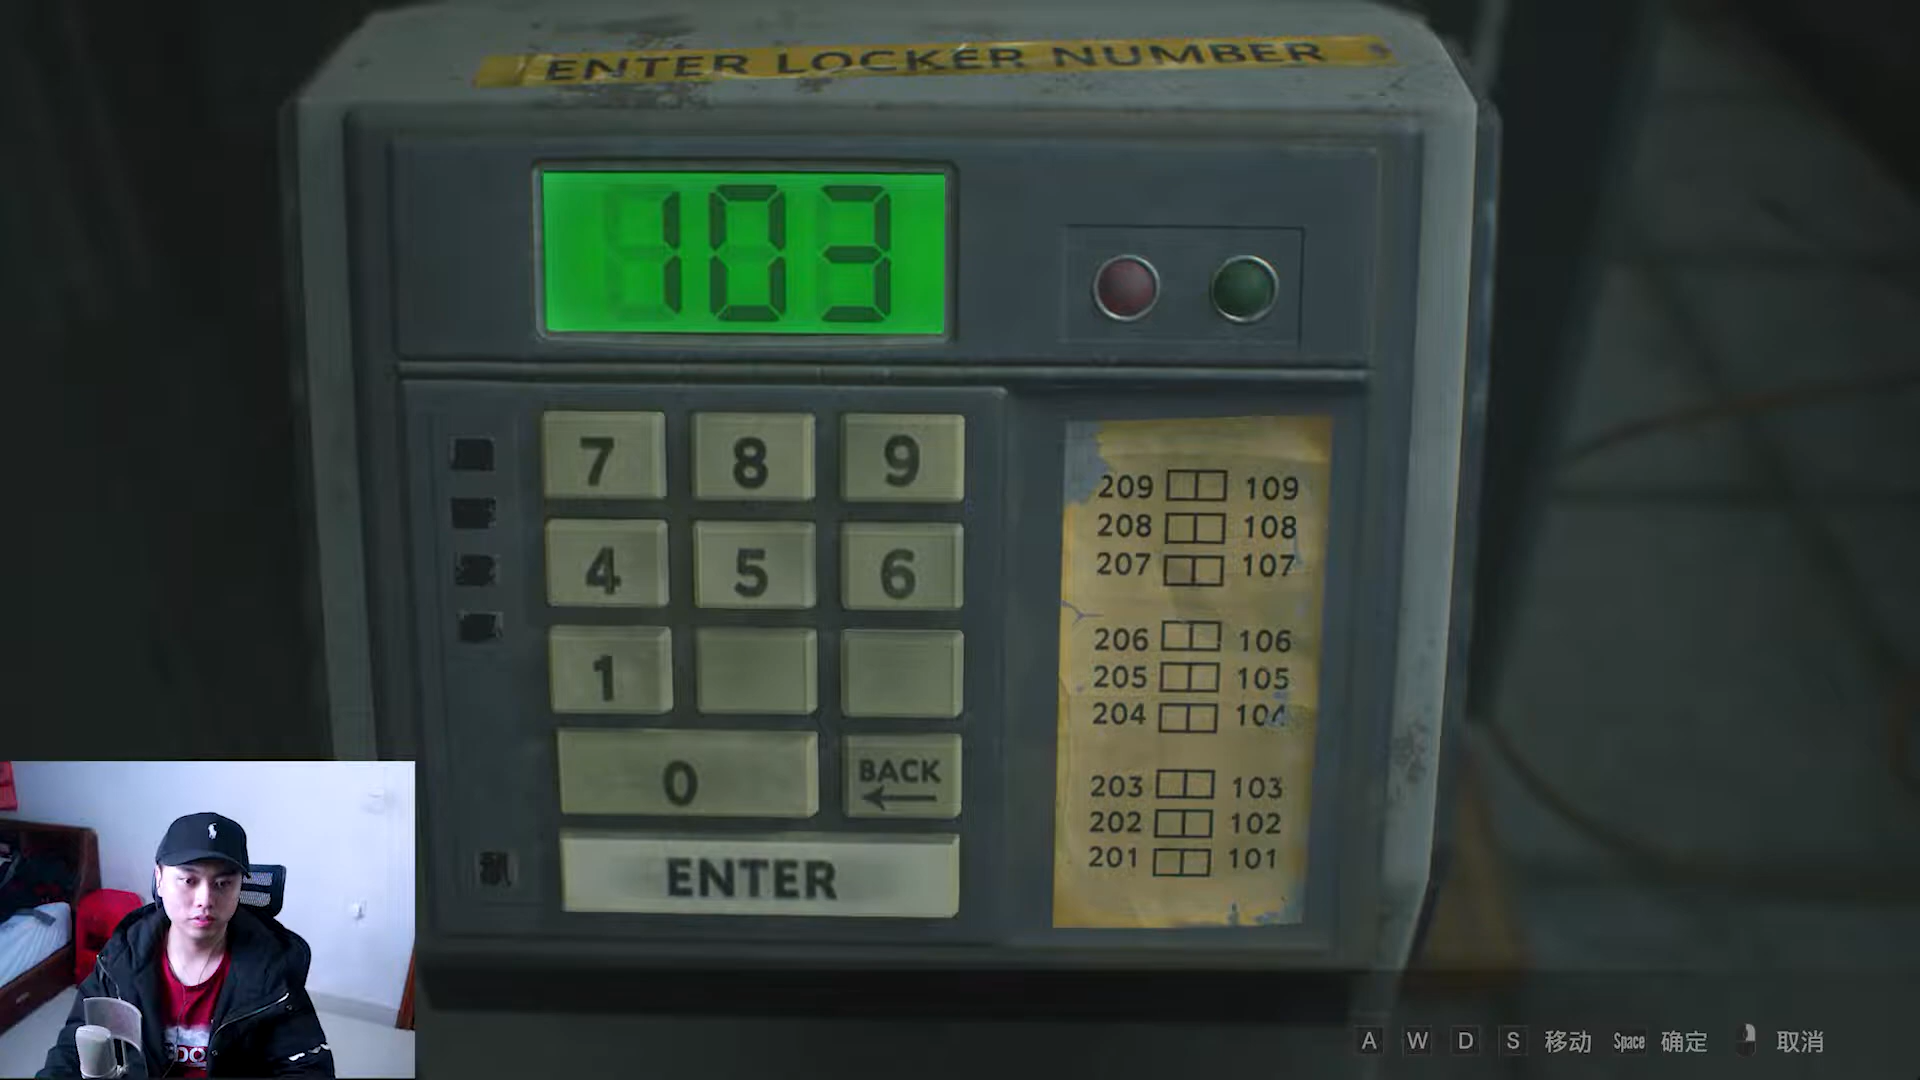 ENTER LOCKER NUMBER
103
7 8 9
4 5 6
1
0 BACK
ENTER
209 109
208 108
207 107
206 106
205 105
204 104
203 103
202 102
201 101
A W D S 移动 Space 确定 取消